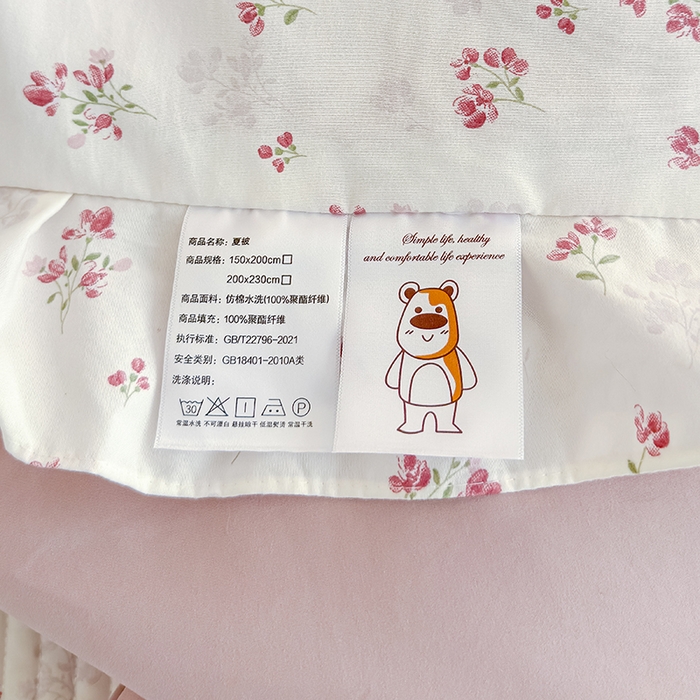 商品名称：夏被
商品规格：150x200cm□
200x230cm□
商品面料：仿棉水洗(100%聚酯纤维)
商品填充：100%聚酯纤维
执行标准：GB/T22796-2021
安全类别：GB18401-2010A类
洗涤说明：
30 P
常温水洗 不可漂白 悬挂晾干 低温熨烫 常温干洗
Simple life, healthy
and comfortable life experience